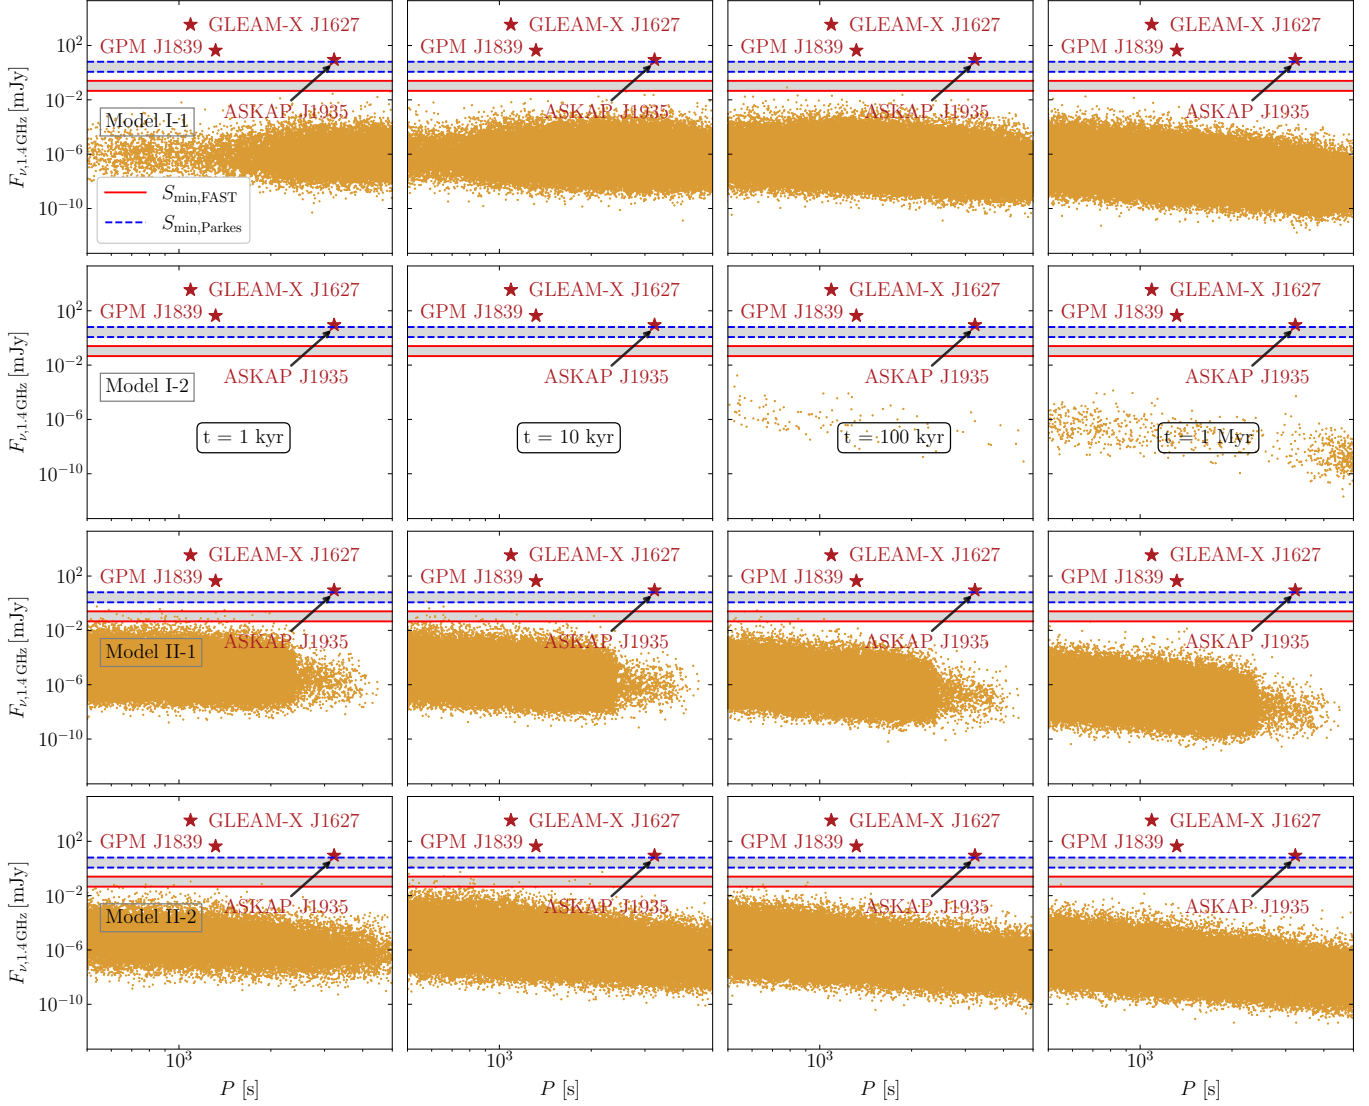 GLEAM-X J1627
GPM J1839
ASKAP J1935
Model I-1
S_min,FAST
S_min,Parkes
F_ν,1.4 GHz [mJy]
10^2
10^−2
10^−6
10^−10
GLEAM-X J1627
GPM J1839
ASKAP J1935
GLEAM-X J1627
GPM J1839
ASKAP J1935
GLEAM-X J1627
GPM J1839
ASKAP J1935
GLEAM-X J1627
GPM J1839
ASKAP J1935
Model I-2
t = 1 kyr
F_ν,1.4 GHz [mJy]
10^2
10^−2
10^−6
10^−10
GLEAM-X J1627
GPM J1839
ASKAP J1935
t = 10 kyr
GLEAM-X J1627
GPM J1839
ASKAP J1935
t = 100 kyr
GLEAM-X J1627
GPM J1839
ASKAP J1935
t = 1 Myr
GLEAM-X J1627
GPM J1839
ASKAP J1935
Model II-1
F_ν,1.4 GHz [mJy]
10^2
10^−2
10^−6
10^−10
GLEAM-X J1627
GPM J1839
ASKAP J1935
GLEAM-X J1627
GPM J1839
ASKAP J1935
GLEAM-X J1627
GPM J1839
ASKAP J1935
GLEAM-X J1627
GPM J1839
ASKAP J1935
Model II-2
F_ν,1.4 GHz [mJy]
10^2
10^−2
10^−6
10^−10
10^3
P [s]
GLEAM-X J1627
GPM J1839
ASKAP J1935
10^3
P [s]
GLEAM-X J1627
GPM J1839
ASKAP J1935
10^3
P [s]
GLEAM-X J1627
GPM J1839
ASKAP J1935
10^3
P [s]